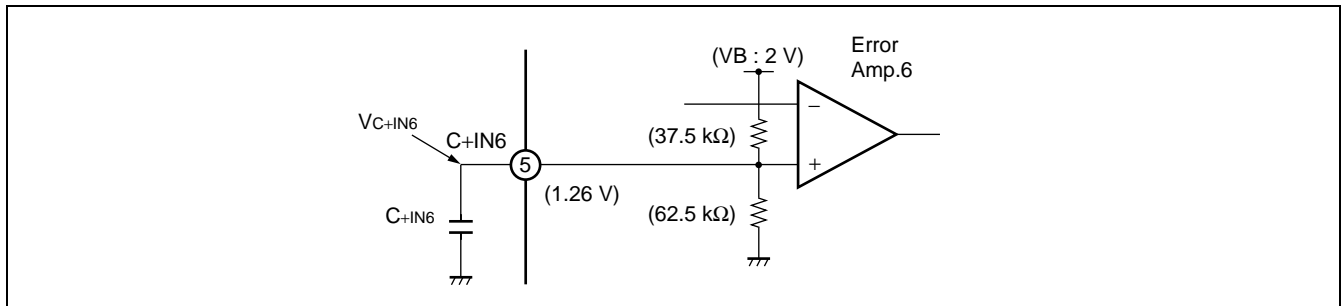 Error
Amp.6
(VB : 2 V)
−
VC+IN6
C+IN6
(37.5 kΩ)
5
+
(1.26 V)
C+IN6
(62.5 kΩ)